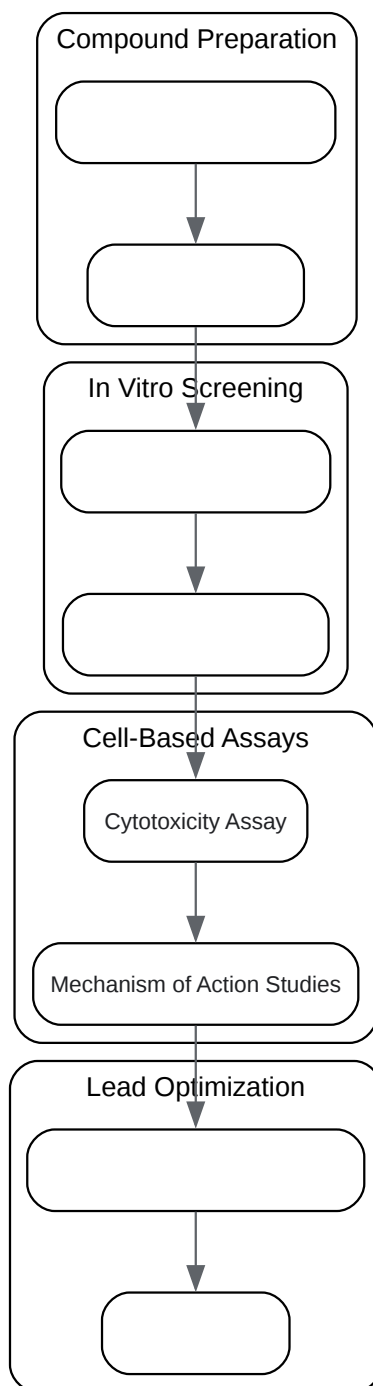 Compound Preparation
In Vitro Screening
Cell-Based Assays
Cytotoxicity Assay
Mechanism of Action Studies
Lead Optimization